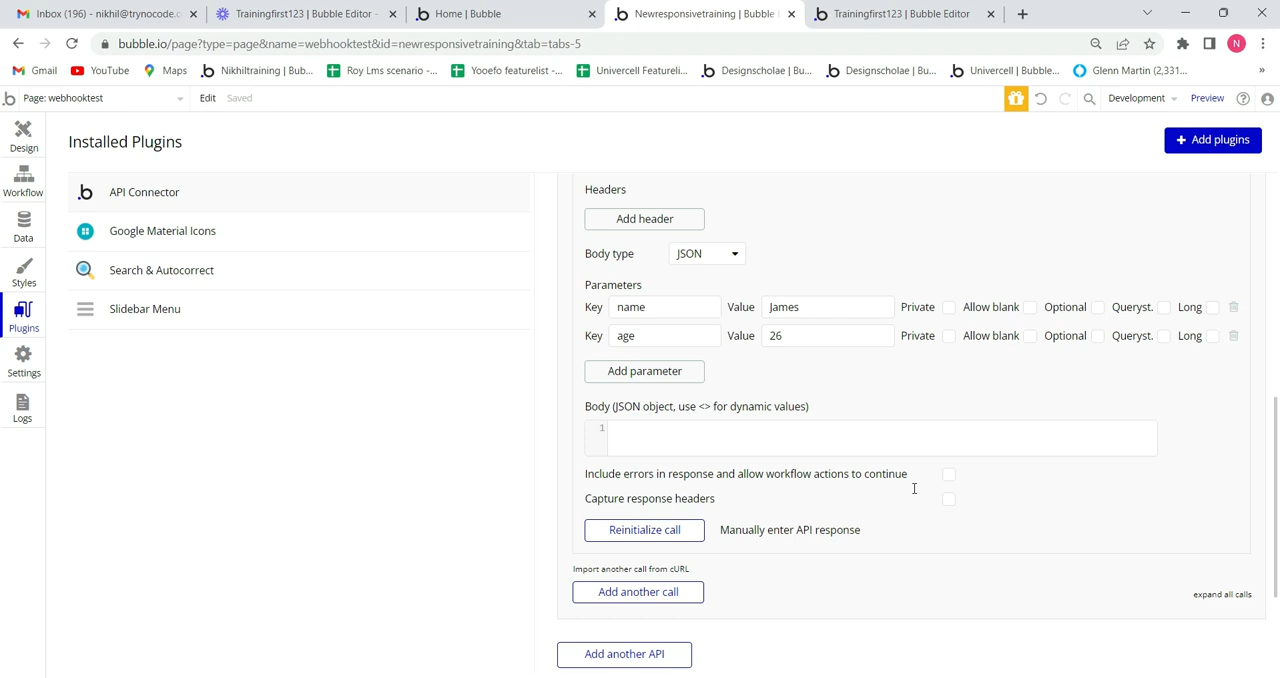 Inbox (196) - nikhil@trynocode.c
Trainingfirst123 | Bubble Editor -
Home | Bubble
Newresponsivetraining | Bubble
Trainingfirst123 | Bubble Editor
bubble.io/page?type=page&name=webhooktest&id=newresponsivetraining&tab=tabs-5
N
Gmail
YouTube
Maps
Nikhiltraining | Bub...
Roy Lms scenario -...
Yooefo featurelist -...
Univercell Featureli...
Designscholae | Bu...
Designscholae | Bu...
Univercell | Bubble...
Glenn Martin (2,331...
»
Page: webhooktest
Edit
Saved
Development
Preview
Design
Workflow
Data
Styles
Plugins
Settings
Logs
Installed Plugins
+ Add plugins
API Connector
Google Material Icons
Search & Autocorrect
Slidebar Menu
Headers
Add header
Body type JSON
Parameters
Key name Value James Private Allow blank Optional Queryst. Long
Key age Value 26 Private Allow blank Optional Queryst. Long
Add parameter
Body (JSON object, use <> for dynamic values)
1
Include errors in response and allow workflow actions to continue
Capture response headers
Reinitialize call Manually enter API response
Import another call from cURL
Add another call
expand all calls
Add another API